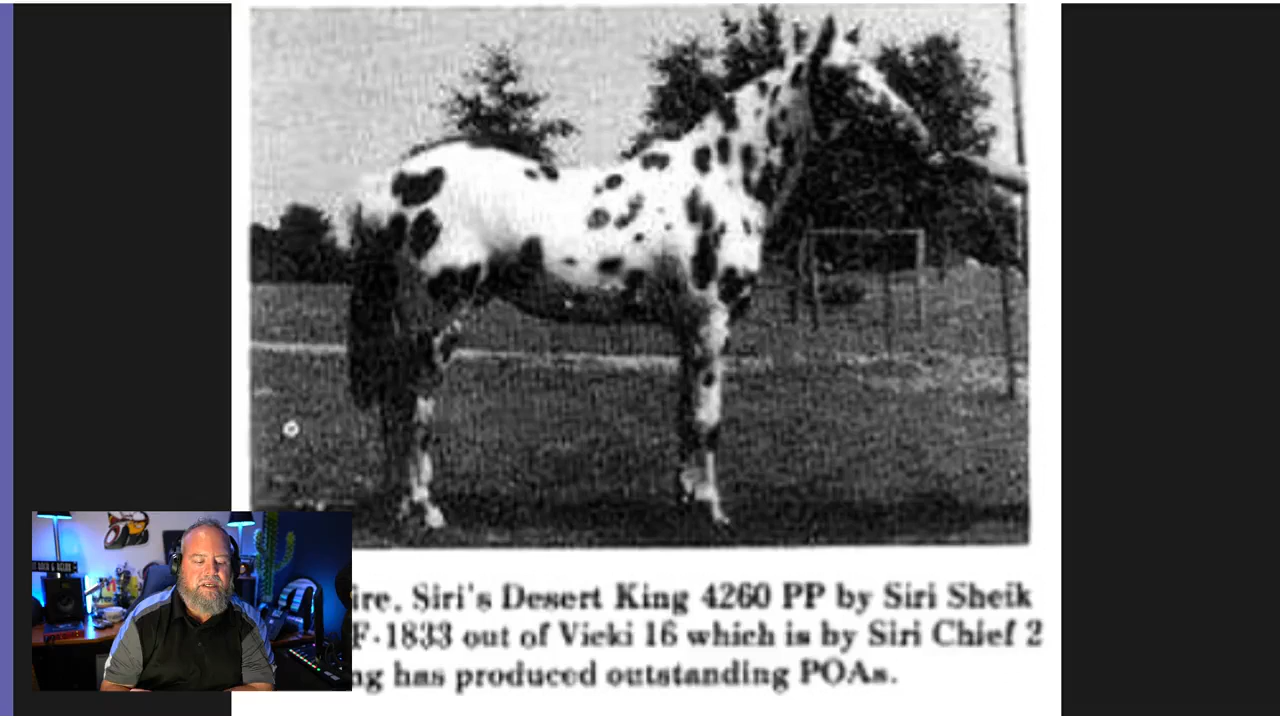 ire. Siri's Desert King 4260 PP by Siri Sheik
F-1833 out of Vicki 16 which is by Siri Chief 2
ng has produced outstanding POAs.